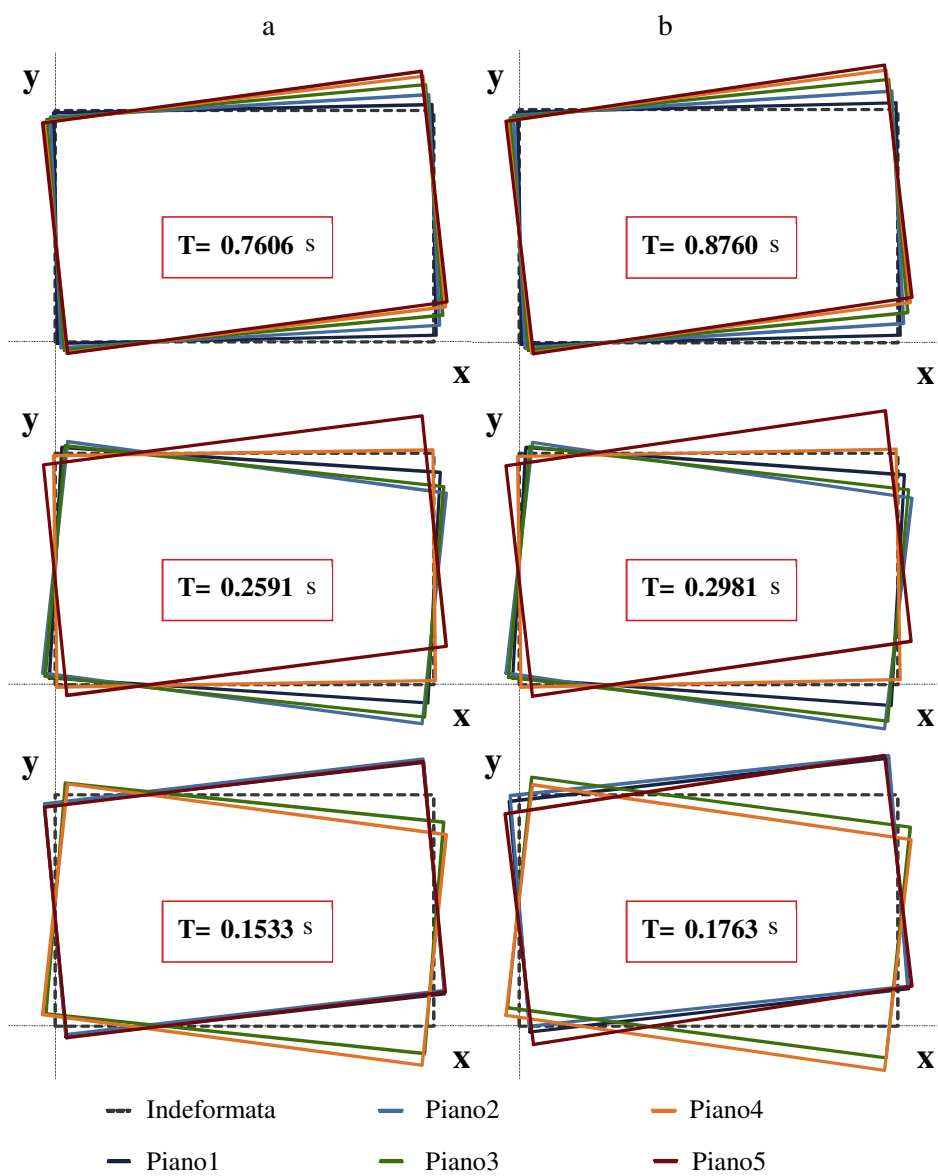 a b
y y
T= 0.7606 s T= 0.8760 s
x x
y y
T= 0.2591 s T= 0.2981 s
x x
y y
T= 0.1533 s T= 0.1763 s
x x
Indeformata Piano2 Piano4
Piano1 Piano3 Piano5